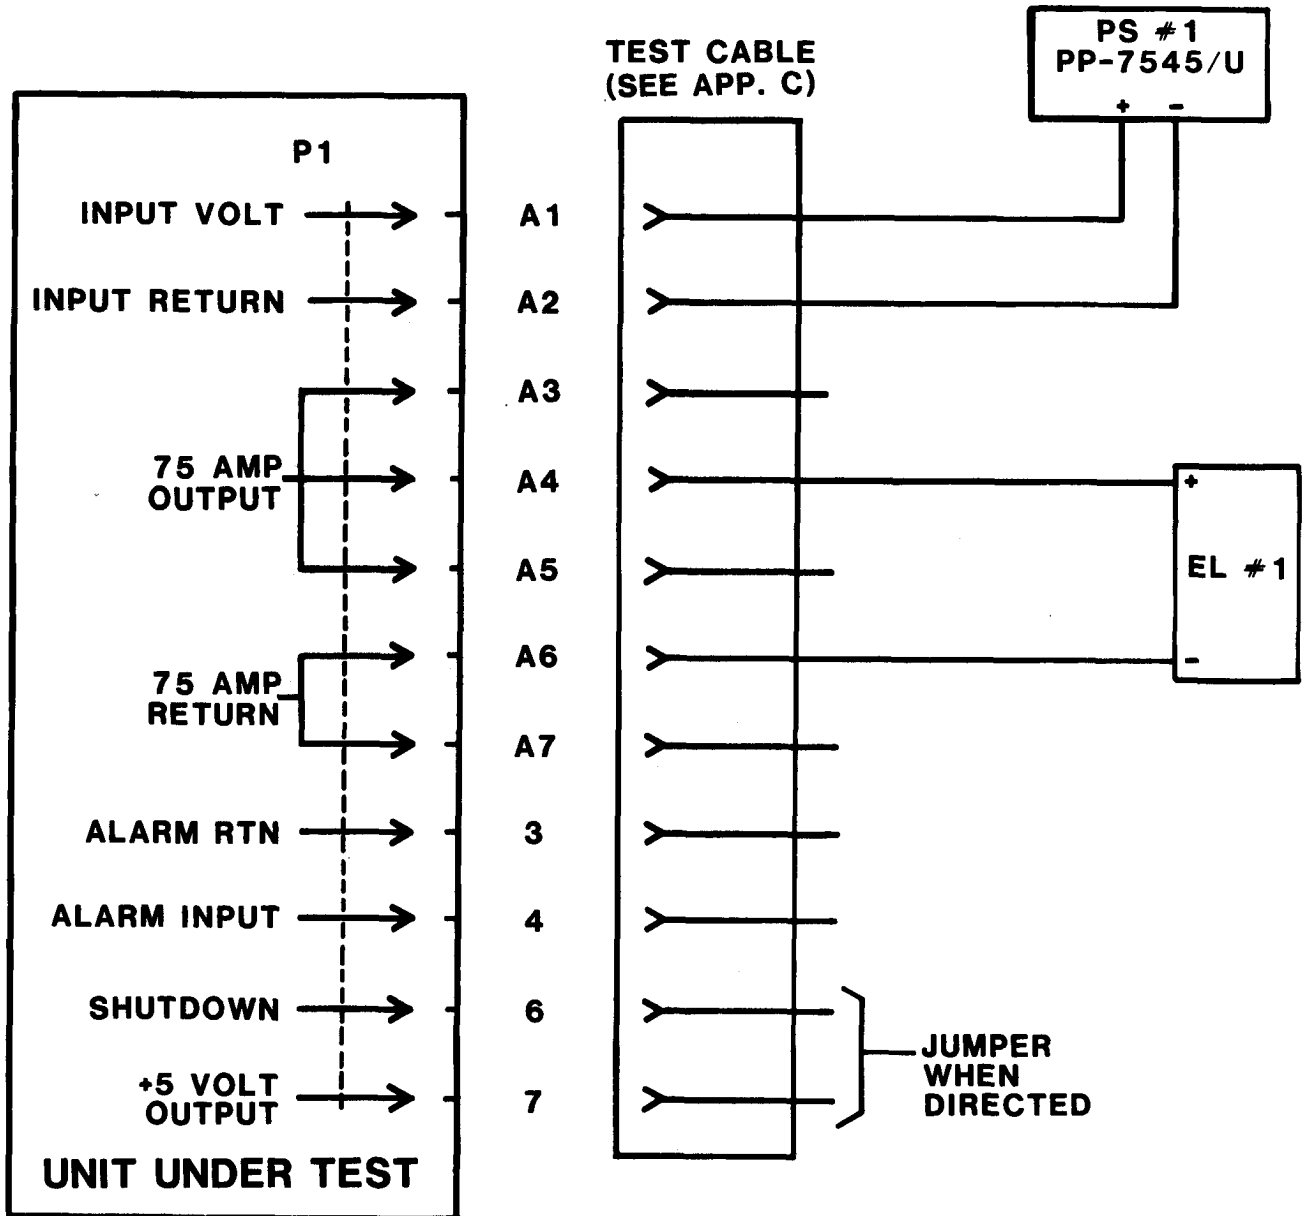 PS #1
PP-7545/U
+ -
TEST CABLE
(SEE APP. C)
P1
INPUT VOLT A1
INPUT RETURN A2
A3
75 AMP
OUTPUT
A4
A5
+
EL #1
-
A6
75 AMP
RETURN
A7
ALARM RTN 3
ALARM INPUT 4
SHUTDOWN 6
+5 VOLT
OUTPUT
7
JUMPER
WHEN
DIRECTED
UNIT UNDER TEST